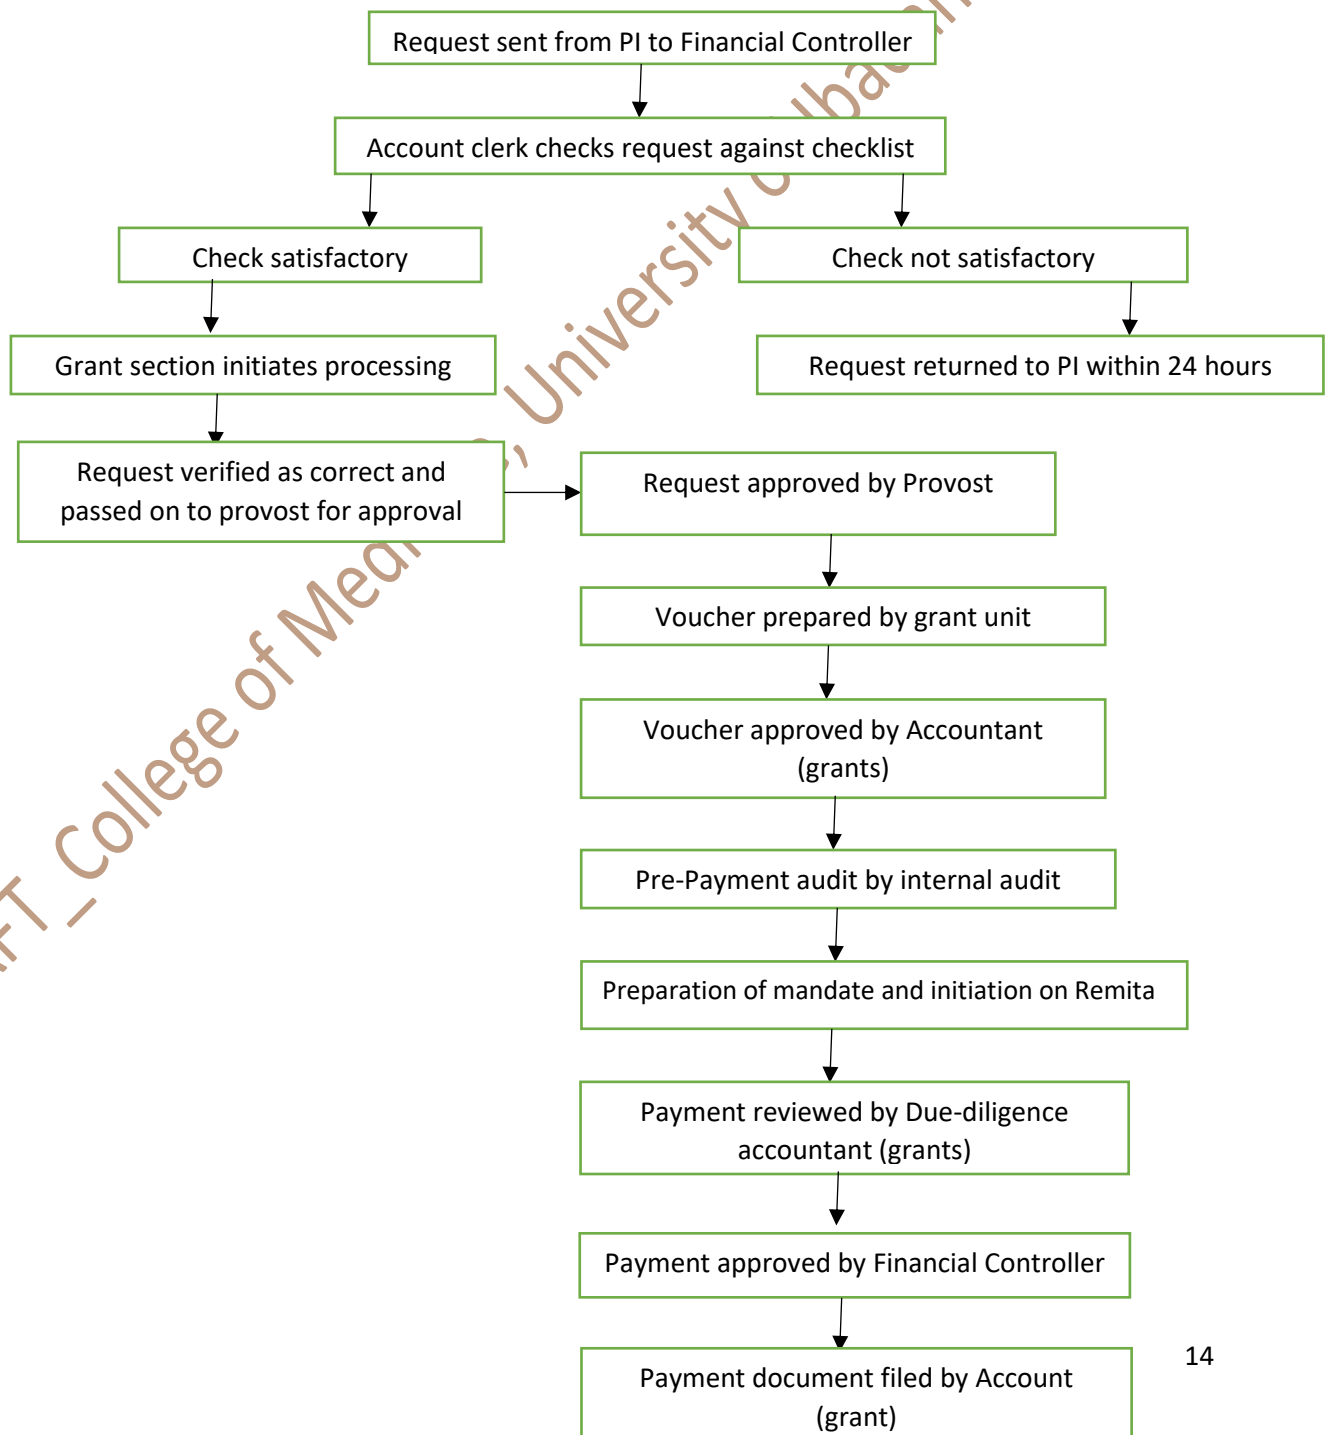 Request sent from PI to Financial Controller
Account clerk checks request against checklist
Check satisfactory
Check not satisfactory
Grant section initiates processing
Request returned to PI within 24 hours
Request verified as correct and
passed on to provost for approval
Request approved by Provost
Voucher prepared by grant unit
Voucher approved by Accountant
(grants)
Pre-Payment audit by internal audit
Preparation of mandate and initiation on Remita
Payment reviewed by Due-diligence
accountant (grants)
Payment approved by Financial Controller
Payment document filed by Account
(grant)
14
College of University